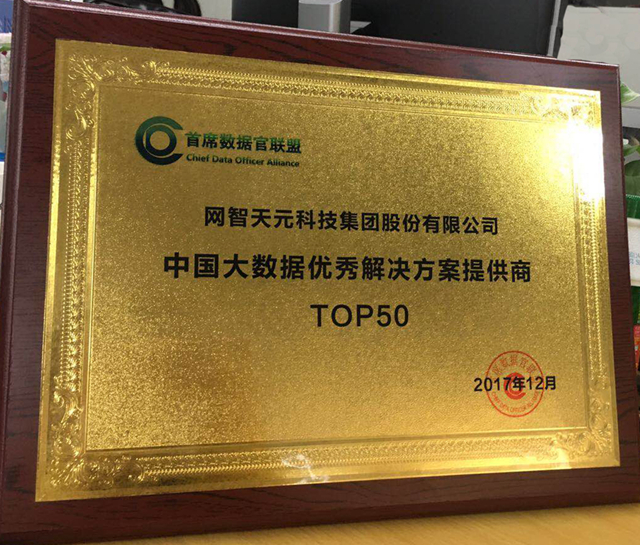 首席数据官联盟
Chief Data Officer Alliance
网智天元科技集团股份有限公司
中国大数据优秀解决方案提供商
TOP50
2017年12月